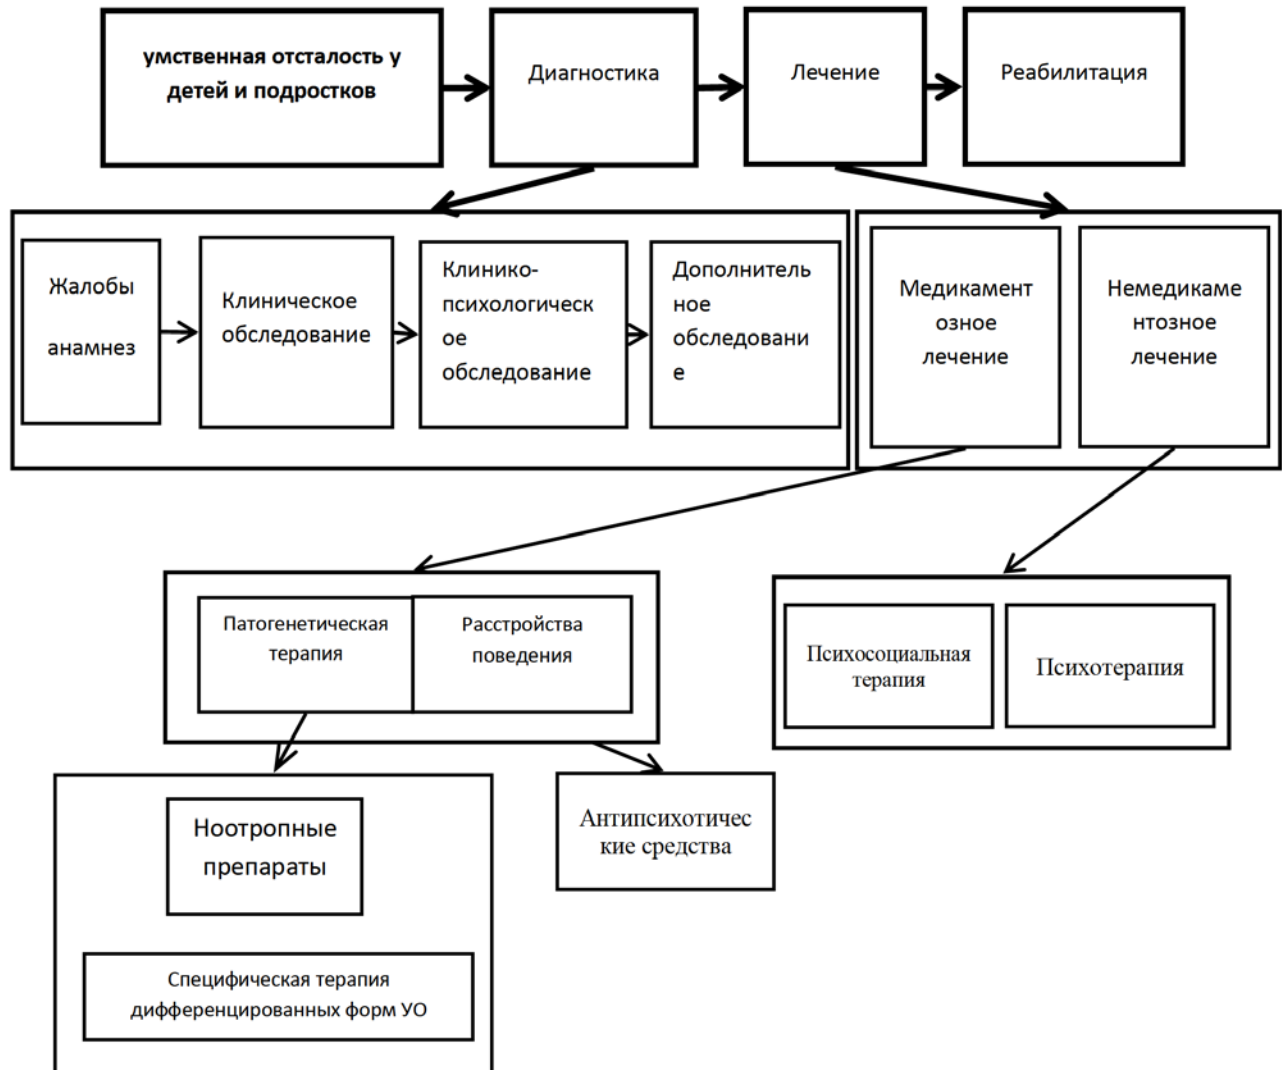 умственная отсталость у
детей и подростков
Диагностика
Лечение
Реабилитация
Жалобы
анамнез
Клиническое
обследование
Клинико-
психологическ
ое
обследование
Дополнитель
ное
обследовани
е
Медикамент
озное
лечение
Немедикаме
нтозное
лечение
Патогенетическая
терапия
Расстройства
поведения
Психосоциальная
терапия
Психотерапия
Ноотропные
препараты
Антипсихотичес
кие средства
Специфическая терапия
дифференцированных форм УО